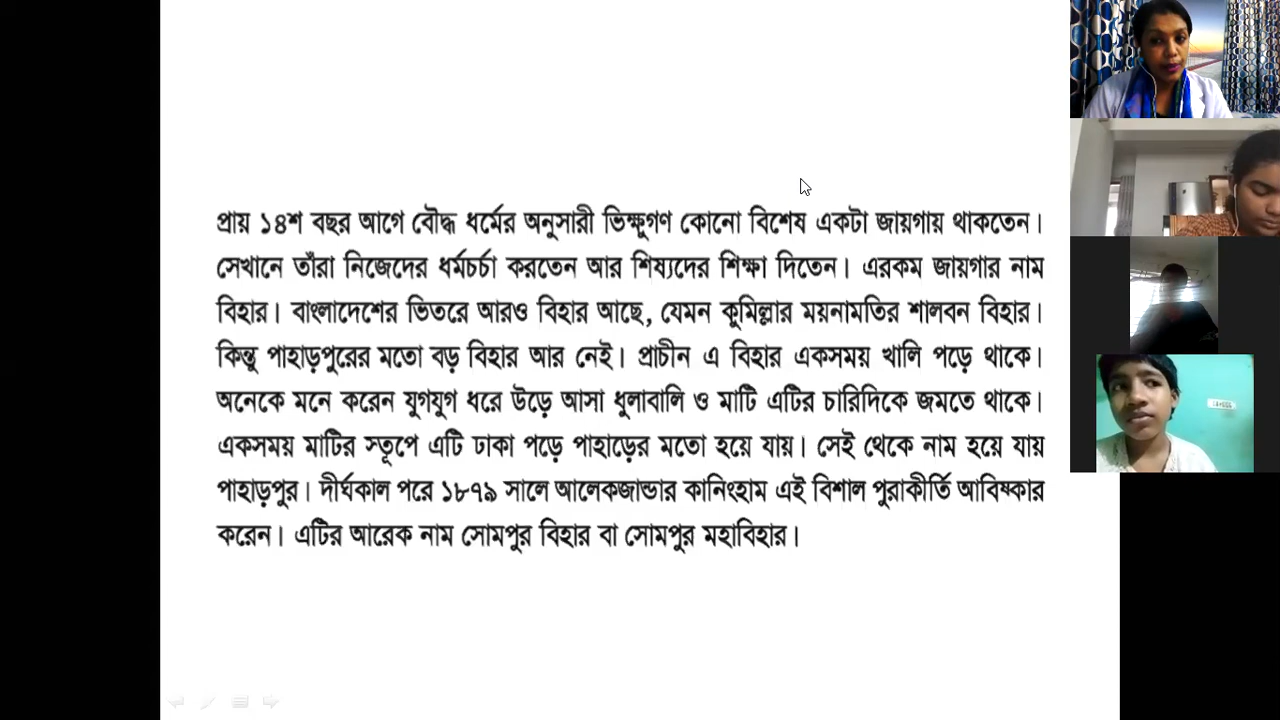 প্রায় ১৪শ বছর আগে বৌদ্ধ ধর্মের অনুসারী ভিক্ষুগণ কোনো বিশেষ একটা জায়গায় থাকতেন।
সেখানে তাঁরা নিজেদের ধর্মচর্চা করতেন আর শিষ্যদের শিক্ষা দিতেন। এরকম জায়গার নাম
বিহার। বাংলাদেশের ভিতরে আরও বিহার আছে, যেমন কুমিল্লার ময়নামতির শালবন বিহার।
কিন্তু পাহাড়পুরের মতো বড় বিহার আর নেই। প্রাচীন এ বিহার একসময় খালি পড়ে থাকে।
অনেকে মনে করেন যুগযুগ ধরে উড়ে আসা ধুলাবালি ও মাটি এটির চারিদিকে জমতে থাকে।
একসময় মাটির স্তূপে এটি ঢাকা পড়ে পাহাড়ের মতো হয়ে যায়। সেই থেকে নাম হয়ে যায়
পাহাড়পুর। দীর্ঘকাল পরে ১৮৭৯ সালে আলেকজান্ডার কানিংহাম এই বিশাল পুরাকীর্তি আবিষ্কার
করেন। এটির আরেক নাম সোমপুর বিহার বা সোমপুর মহাবিহার।